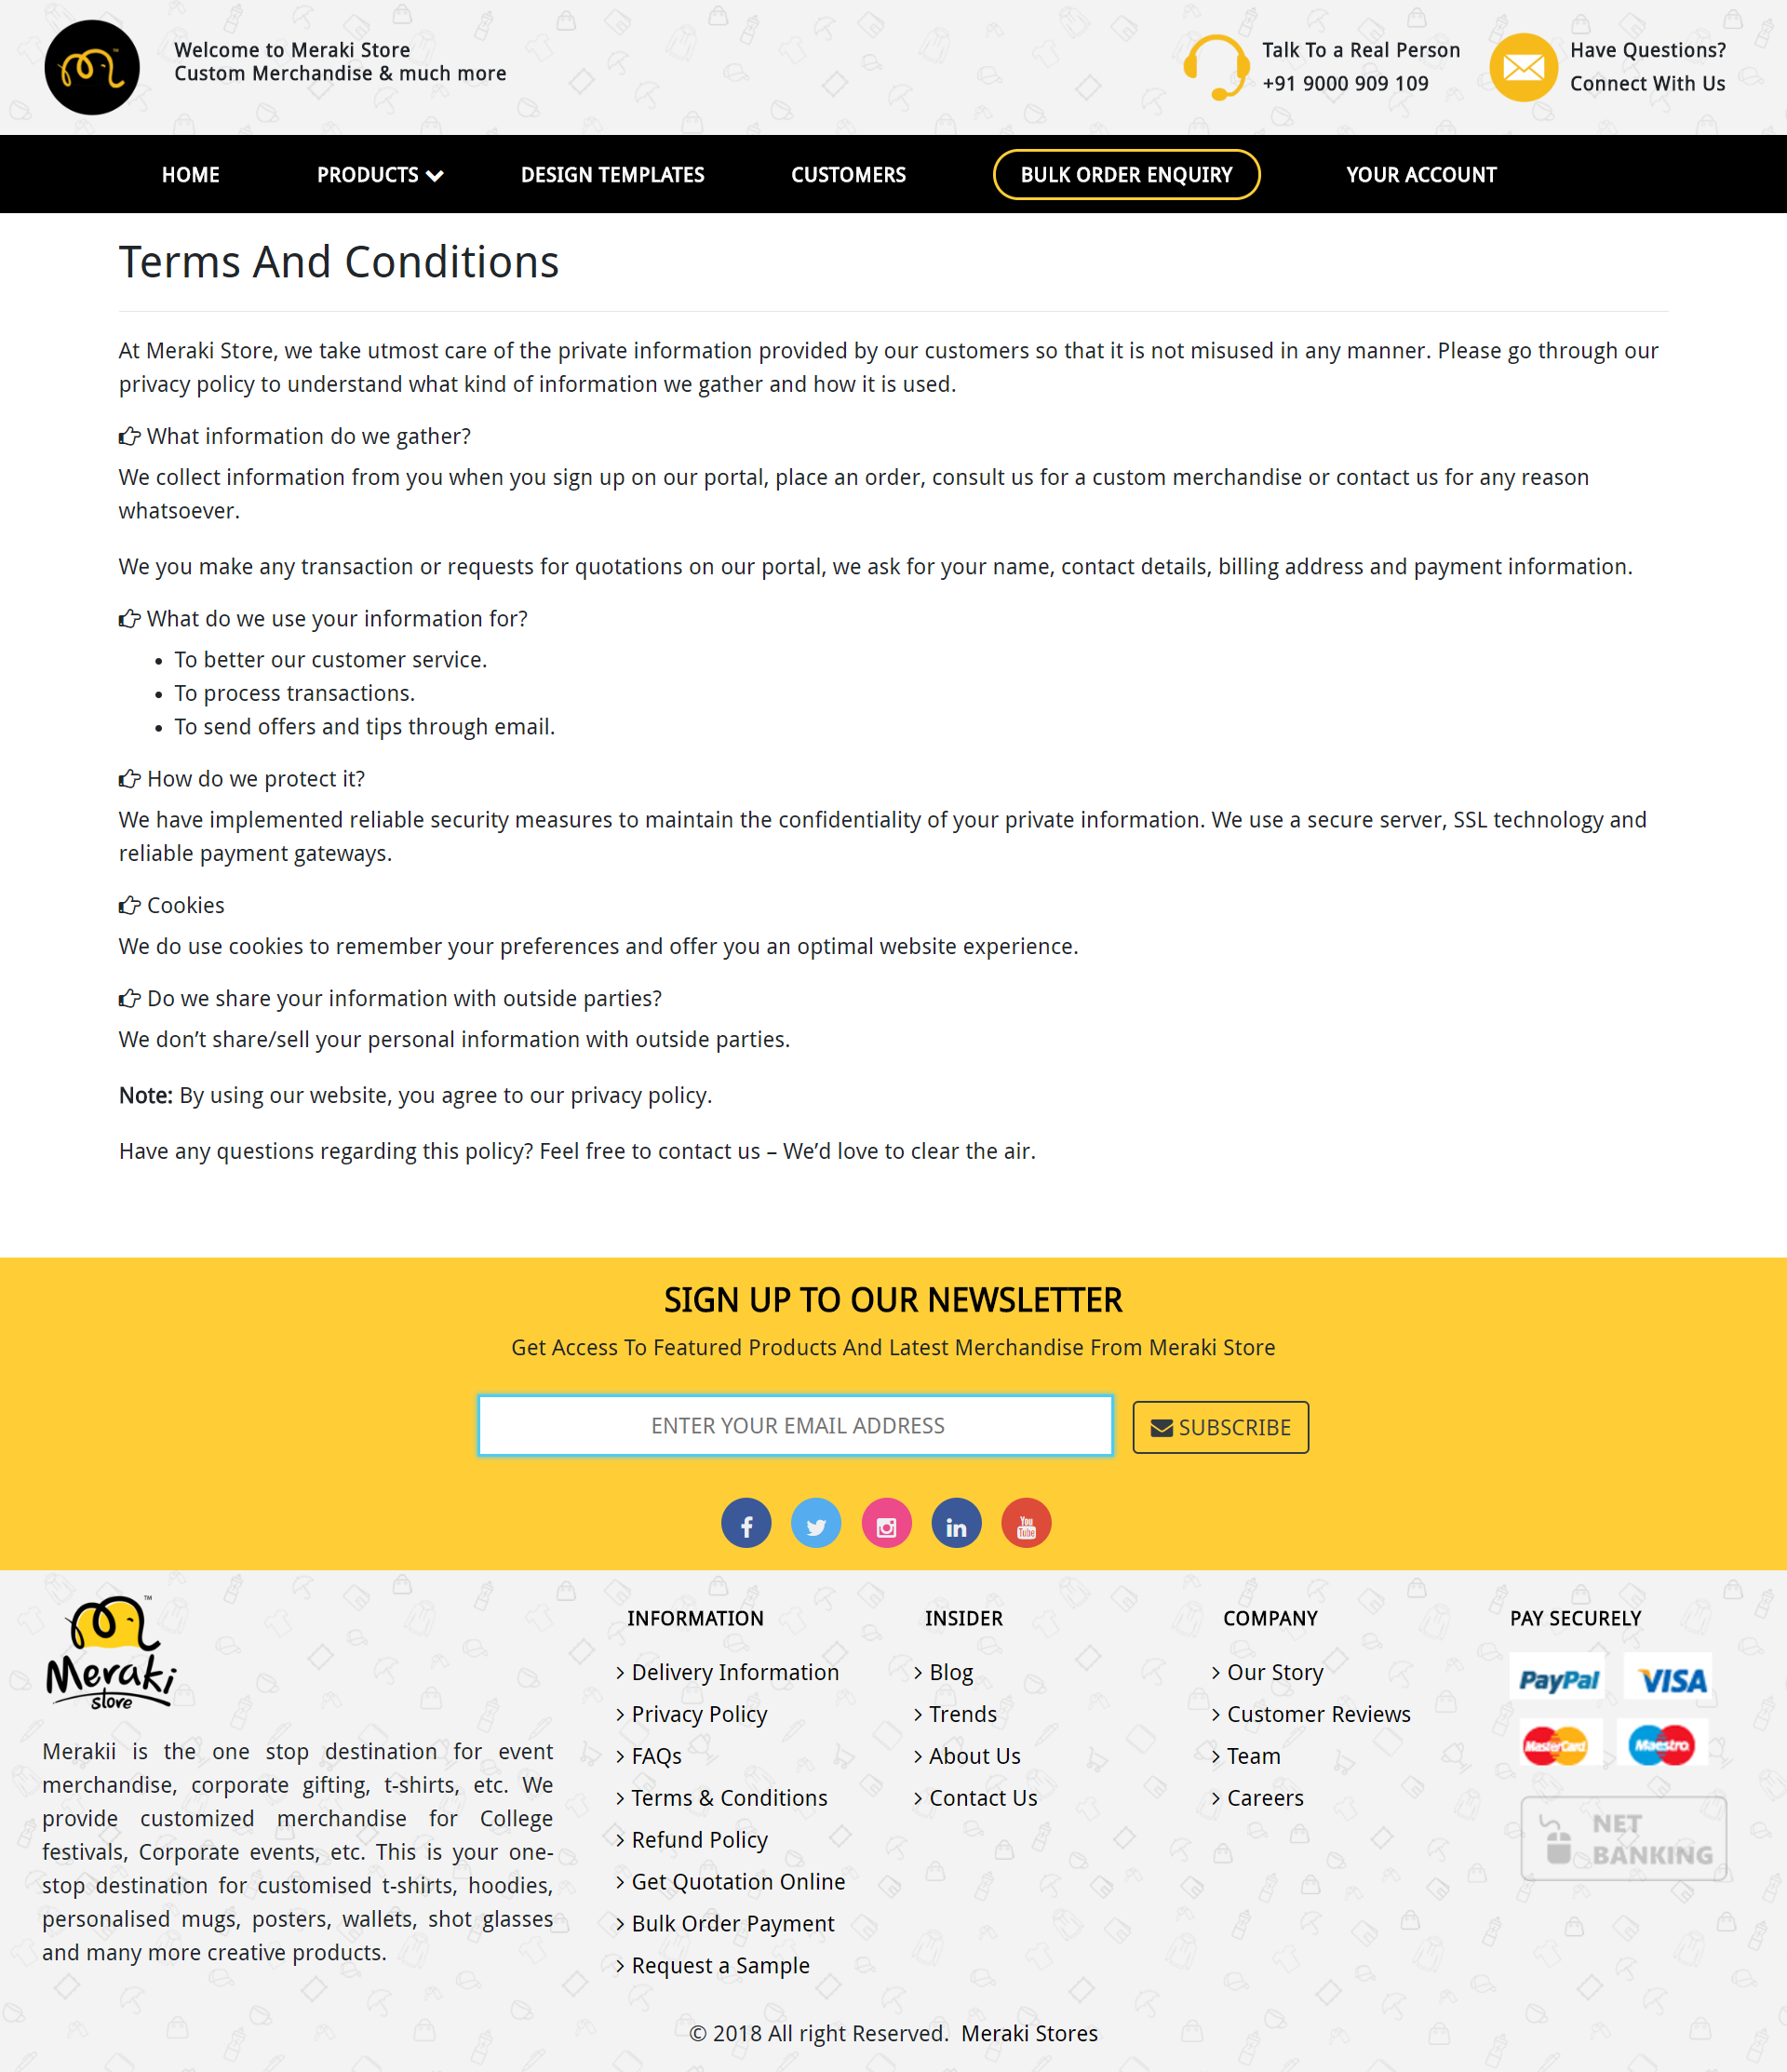 Welcome to Meraki Store
Custom Merchandise & much more
Talk To a Real Person
+91 9000 909 109
Have Questions?
Connect With Us
HOME
PRODUCTS
DESIGN TEMPLATES
CUSTOMERS
BULK ORDER ENQUIRY
YOUR ACCOUNT
Terms And Conditions
At Meraki Store, we take utmost care of the private information provided by our customers so that it is not misused in any manner. Please go through our
privacy policy to understand what kind of information we gather and how it is used.
What information do we gather?
We collect information from you when you sign up on our portal, place an order, consult us for a custom merchandise or contact us for any reason
whatsoever.
We you make any transaction or requests for quotations on our portal, we ask for your name, contact details, billing address and payment information.
What do we use your information for?
• To better our customer service.
• To process transactions.
• To send offers and tips through email.
How do we protect it?
We have implemented reliable security measures to maintain the confidentiality of your private information. We use a secure server, SSL technology and
reliable payment gateways.
Cookies
We do use cookies to remember your preferences and offer you an optimal website experience.
Do we share your information with outside parties?
We don’t share/sell your personal information with outside parties.
Note: By using our website, you agree to our privacy policy.
Have any questions regarding this policy? Feel free to contact us – We’d love to clear the air.
SIGN UP TO OUR NEWSLETTER
Get Access To Featured Products And Latest Merchandise From Meraki Store
ENTER YOUR EMAIL ADDRESS
SUBSCRIBE
You
Tube
Meraki
store
TM
Merakii is the one stop destination for event
merchandise, corporate gifting, t-shirts, etc. We
provide customized merchandise for College
festivals, Corporate events, etc. This is your one-
stop destination for customised t-shirts, hoodies,
personalised mugs, posters, wallets, shot glasses
and many more creative products.
INFORMATION
Delivery Information
Privacy Policy
FAQs
Terms & Conditions
Refund Policy
Get Quotation Online
Bulk Order Payment
Request a Sample
INSIDER
Blog
Trends
About Us
Contact Us
COMPANY
Our Story
Customer Reviews
Team
Careers
PAY SECURELY
PayPal
VISA
MasterCard
Maestro
NET
BANKING
© 2018 All right Reserved. Meraki Stores